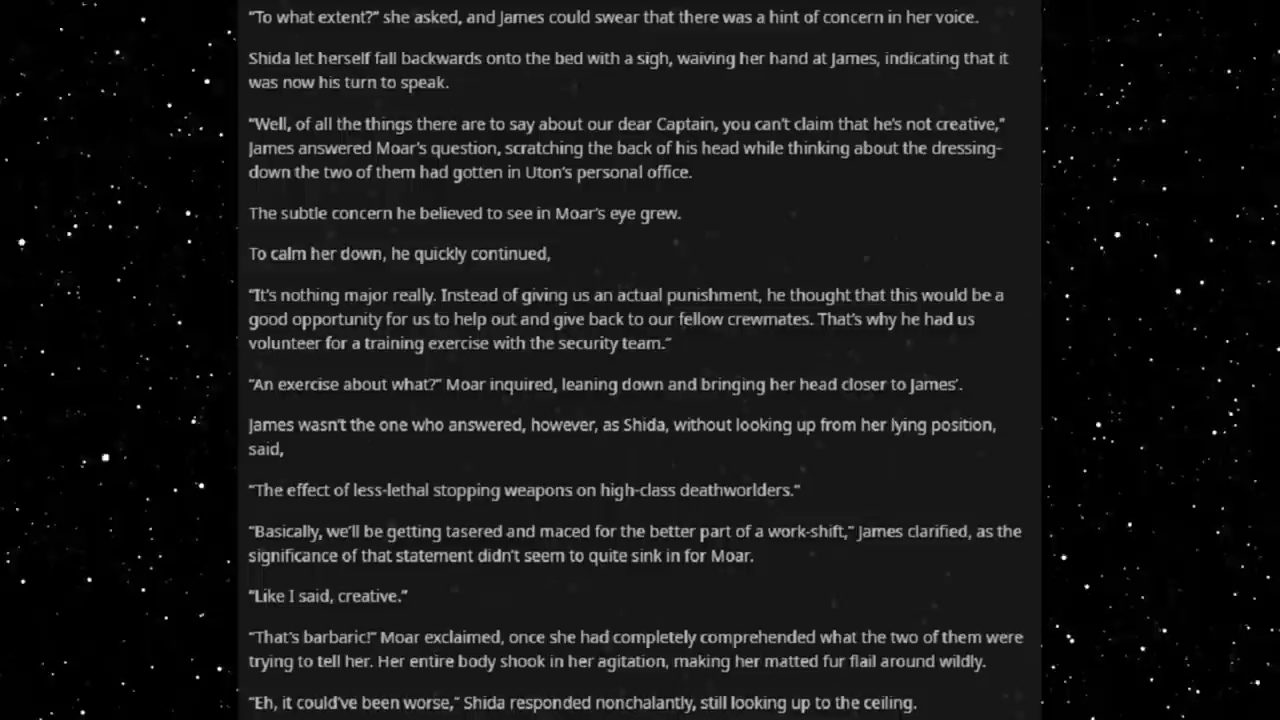 “To what extent?” she asked, and James could swear that there was a hint of concern in her voice.
Shida let herself fall backwards onto the bed with a sigh, waiving her hand at James, indicating that it
was now his turn to speak.
“Well, of all the things there are to say about our dear Captain, you can’t claim that he’s not creative,”
James answered Moar’s question, scratching the back of his head while thinking about the dressing-
down the two of them had gotten in Uton’s personal office.
The subtle concern he believed to see in Moar’s eye grew.
To calm her down, he quickly continued,
“It’s nothing major really. Instead of giving us an actual punishment, he thought that this would be a
good opportunity for us to help out and give back to our fellow crewmates. That’s why he had us
volunteer for a training exercise with the security team.”
“An exercise about what?” Moar inquired, leaning down and bringing her head closer to James’.
James wasn’t the one who answered, however, as Shida, without looking up from her lying position,
said,
“The effect of less-lethal stopping weapons on high-class deathworlders.”
“Basically, we’ll be getting tasered and maced for the better part of a work-shift,” James clarified, as the
significance of that statement didn’t seem to quite sink in for Moar.
“Like I said, creative.”
“That’s barbaric!” Moar exclaimed, once she had completely comprehended what the two of them were
trying to tell her. Her entire body shook in her agitation, making her matted fur flail around wildly.
“Eh, it could’ve been worse,” Shida responded nonchalantly, still looking up to the ceiling.